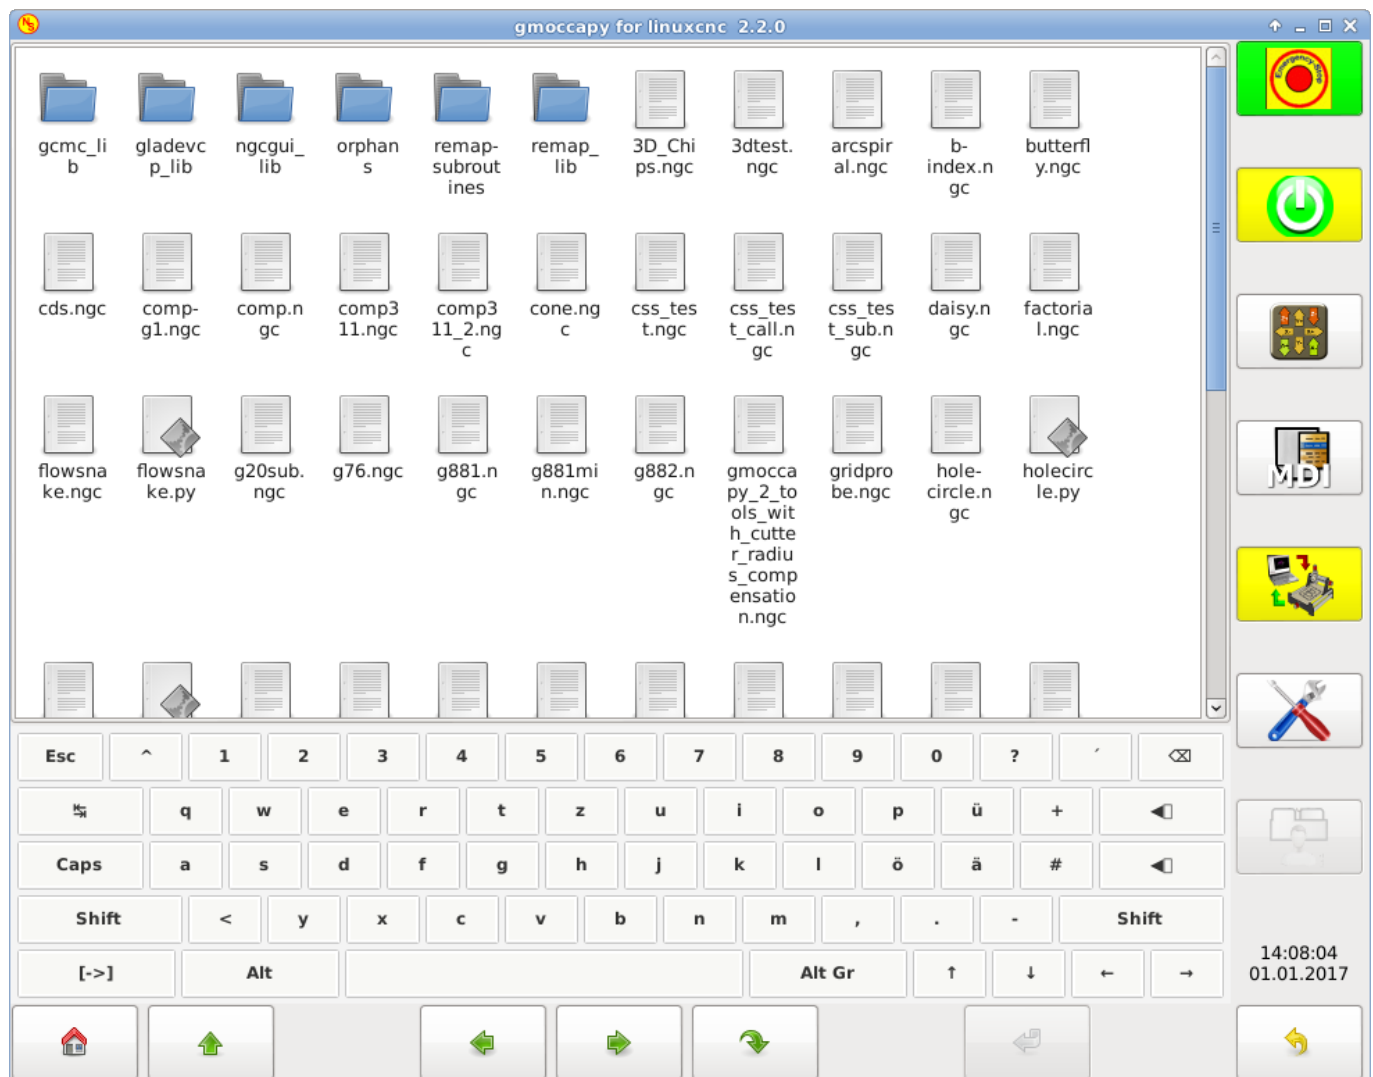 gmoccapy for linuxcnc 2.2.0
gcmc_li
b
gladevc
p_lib
ngcgui_
lib
orphan
s
remap-
subrout
ines
remap_
lib
3D_Chi
ps.ngc
3dtest.
ngc
arcspir
al.ngc
b-
index.n
gc
butterfl
y.ngc
cds.ngc
comp-
g1.ngc
comp.n
gc
comp3
11.ngc
comp3
11_2.ng
c
cone.ng
c
css_tes
t.ngc
css_tes
t_call.n
gc
css_tes
t_sub.n
gc
daisy.n
gc
factoria
l.ngc
flowsna
ke.ngc
flowsna
ke.py
g20sub.
ngc
g76.ngc
g881.n
gc
g881mi
n.ngc
g882.n
gc
gmocca
py_2_to
ols_wit
h_cutte
r_radiu
s_comp
ensatio
n.ngc
gridpro
be.ngc
hole-
circle.n
gc
holecirc
le.py
Emergency-Stop
MDI
Esc ^ 1 2 3 4 5 6 7 8 9 0 ? ´ ⌫
↹ q w e r t z u i o p ü +
Caps a s d f g h j k l ö ä #
Shift < y x c v b n m , . - Shift
[->] Alt Alt Gr ↑ ↓ ← →
14:08:04
01.01.2017